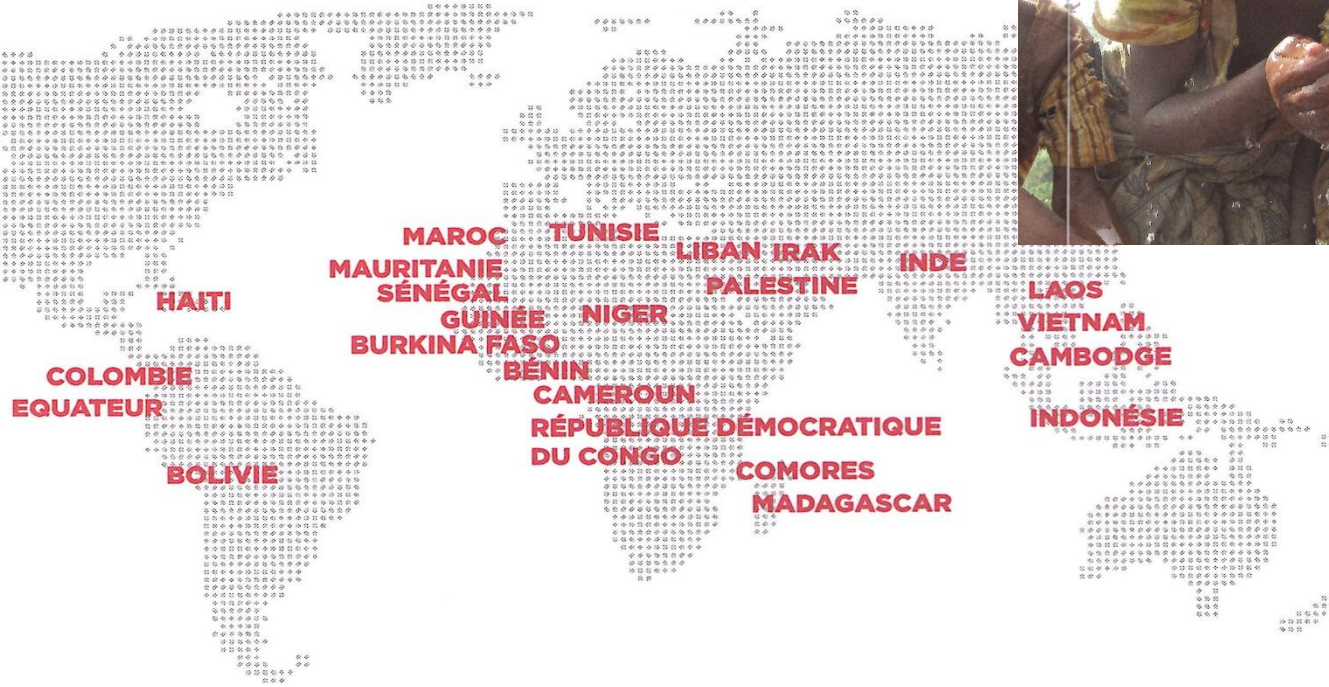 MAROC
TUNISIE
LIBAN IRAK
INDE
MAURITANIE
PALESTINE
SÉNÉGAL
LAOS
HAITI
GUINÉE
NIGER
VIETNAM
BURKINA FASO
CAMBODGE
BÉNIN
COLOMBIE
CAMEROUN
EQUATEUR
INDONÉSIE
RÉPUBLIQUE DÉMOCRATIQUE
DU CONGO
COMORES
BOLIVIE
MADAGASCAR